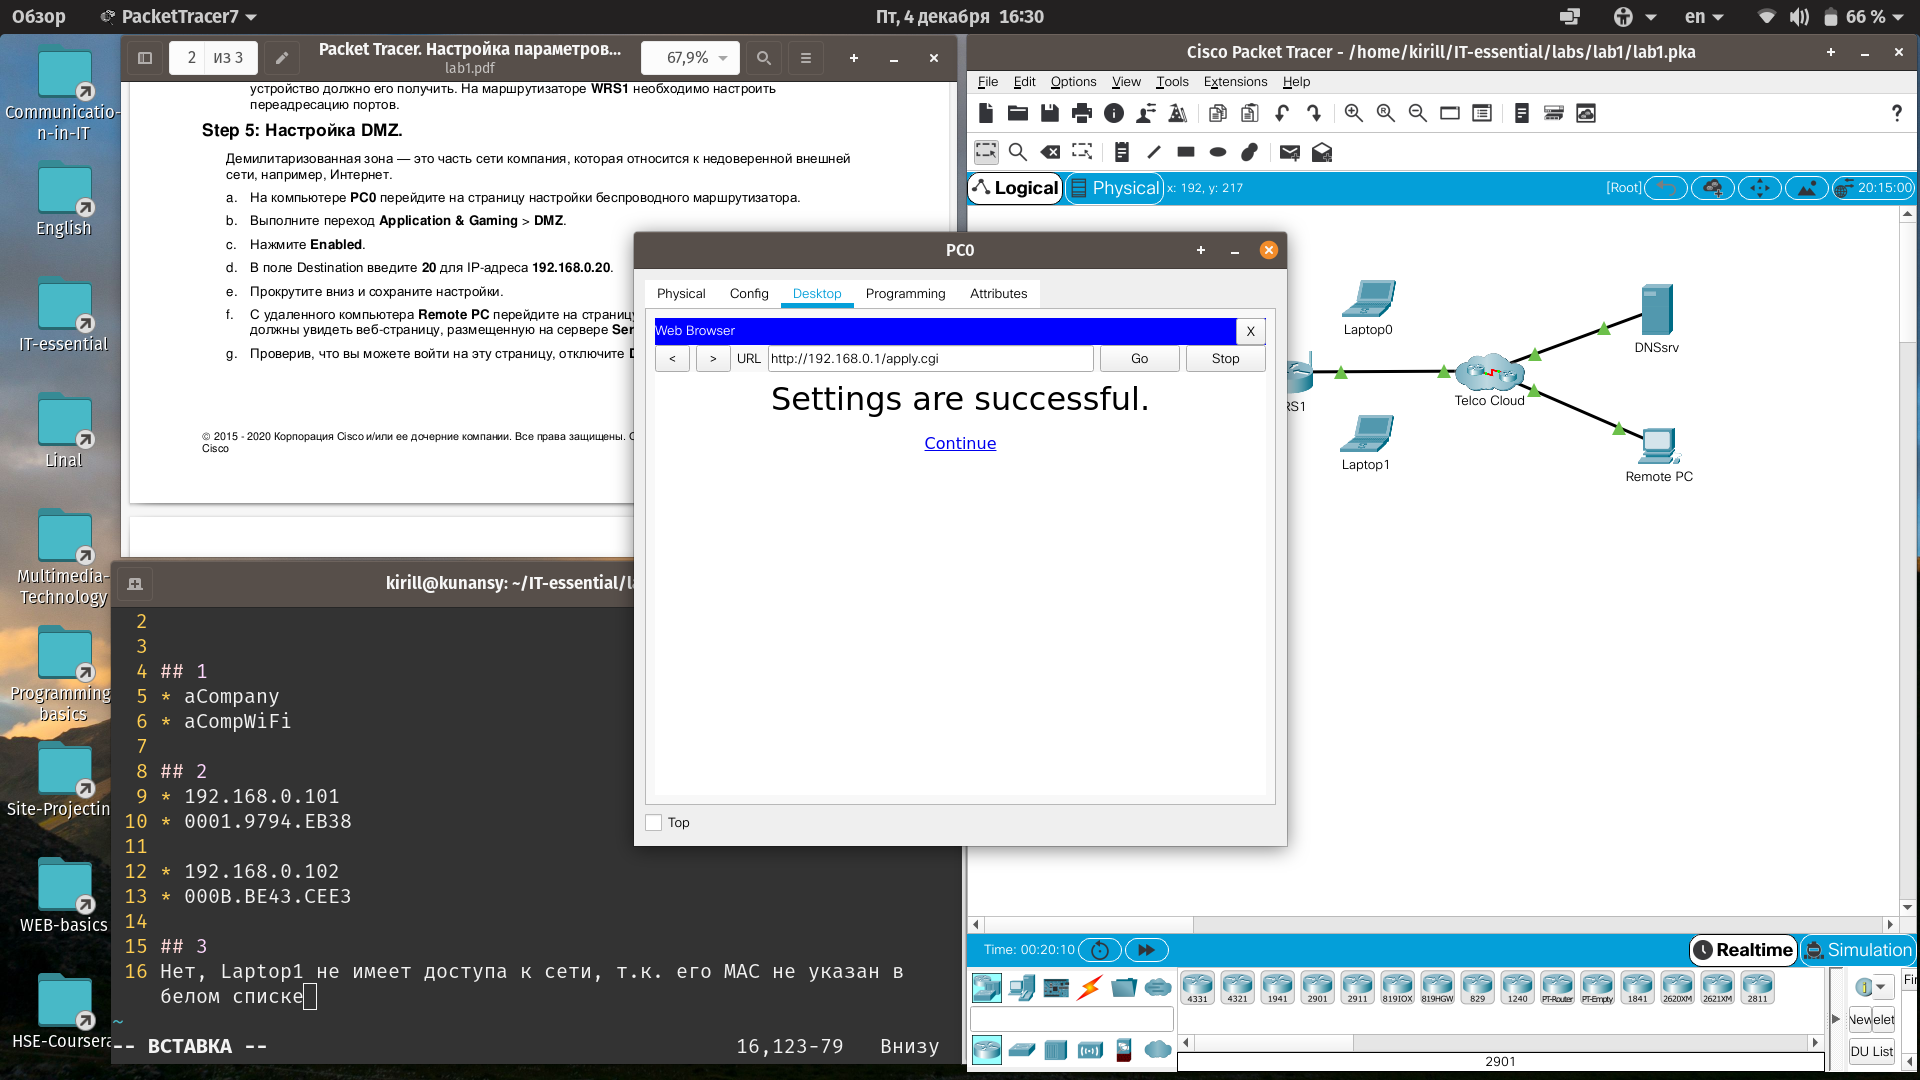 Обзор
PacketTracer7
Пт, 4 декабря 16:30
en
66 %
Communicatio-
n-in-IT
English
IT-essential
Linal
Multimedia-
Technology
Programming
basics
Site-Projectin
WEB-basics
HSE-Coursera
2 из 3
Packet Tracer. Настройка параметров...
lab1.pdf
67,9%
устройство должно его получить. На маршрутизаторе WRS1 необходимо настроить
переадресацию портов.
Step 5: Настройка DMZ.
Демилитаризованная зона — это часть сети компания, которая относится к недоверенной внешней
сети, например, Интернет.
a. На компьютере PC0 перейдите на страницу настройки беспроводного маршрутизатора.
b. Выполните переход Application & Gaming > DMZ.
c. Нажмите Enabled.
d. В поле Destination введите 20 для IP-адреса 192.168.0.20.
e. Прокрутите вниз и сохраните настройки.
f. С удаленного компьютера Remote PC перейдите на страницу
должны увидеть веб-страницу, размещенную на сервере Ser
g. Проверив, что вы можете войти на эту страницу, отключите
© 2015 - 2020 Корпорация Cisco и/или ее дочерние компании. Все права защищены.
Cisco
kirill@kunansy: ~/IT-essential/la
2
3
4 ## 1
5 * aCompany
6 * aCompWiFi
7
8 ## 2
9 * 192.168.0.101
10 * 0001.9794.EB38
11
12 * 192.168.0.102
13 * 000B.BE43.CEE3
14
15 ## 3
16 Нет, Laptop1 не имеет доступа к сети, т.к. его MAC не указан в
белом списке
~
-- ВСТАВКА --
16,123-79 Внизу
PC0
Physical Config Desktop Programming Attributes
Web Browser
X
< > URL http://192.168.0.1/apply.cgi Go Stop
Settings are successful.
Continue
Top
Cisco Packet Tracer - /home/kirill/IT-essential/labs/lab1/lab1.pka
File Edit Options View Tools Extensions Help
?
Logical Physical x: 192, y: 217
[Root] 20:15:00
Laptop0
DNSsrv
RS1
Telco Cloud
Laptop1
Remote PC
Time: 00:20:10
Realtime Simulation
4331 4321 1941 2901 2911 819IOX 819HGW 829 1240 PT-Router PT-Empty 1841 2620XM 2621XM 2811
2901
Fir
New elet
DU List